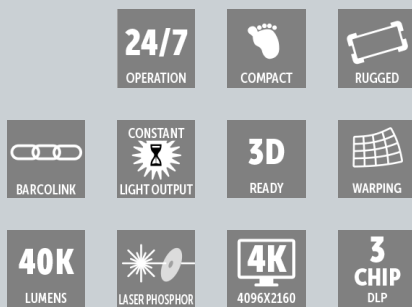 24/7
OPERATION
COMPACT
RUGGED
BARCOLINK
CONSTANT
LIGHT OUTPUT
3D
READY
WARPING
40K
LUMENS
LASER PHOSPHOR
4K
4096X2160
3
CHIP
DLP